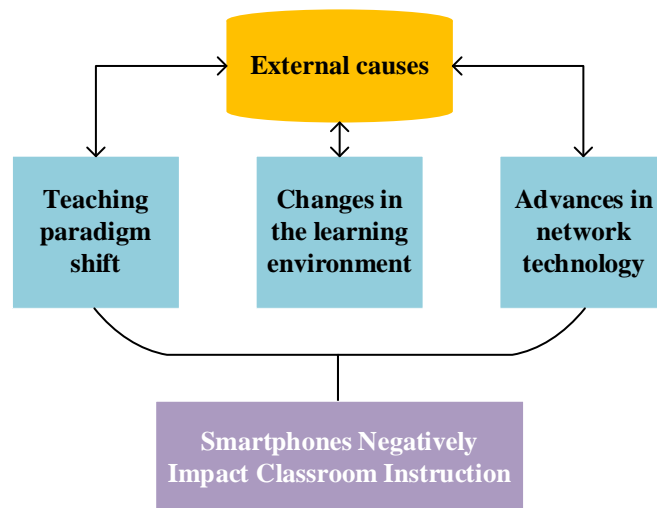 External causes
Teaching
paradigm
shift
Changes in
the learning
environment
Advances in
network
technology
Smartphones Negatively
Impact Classroom Instruction